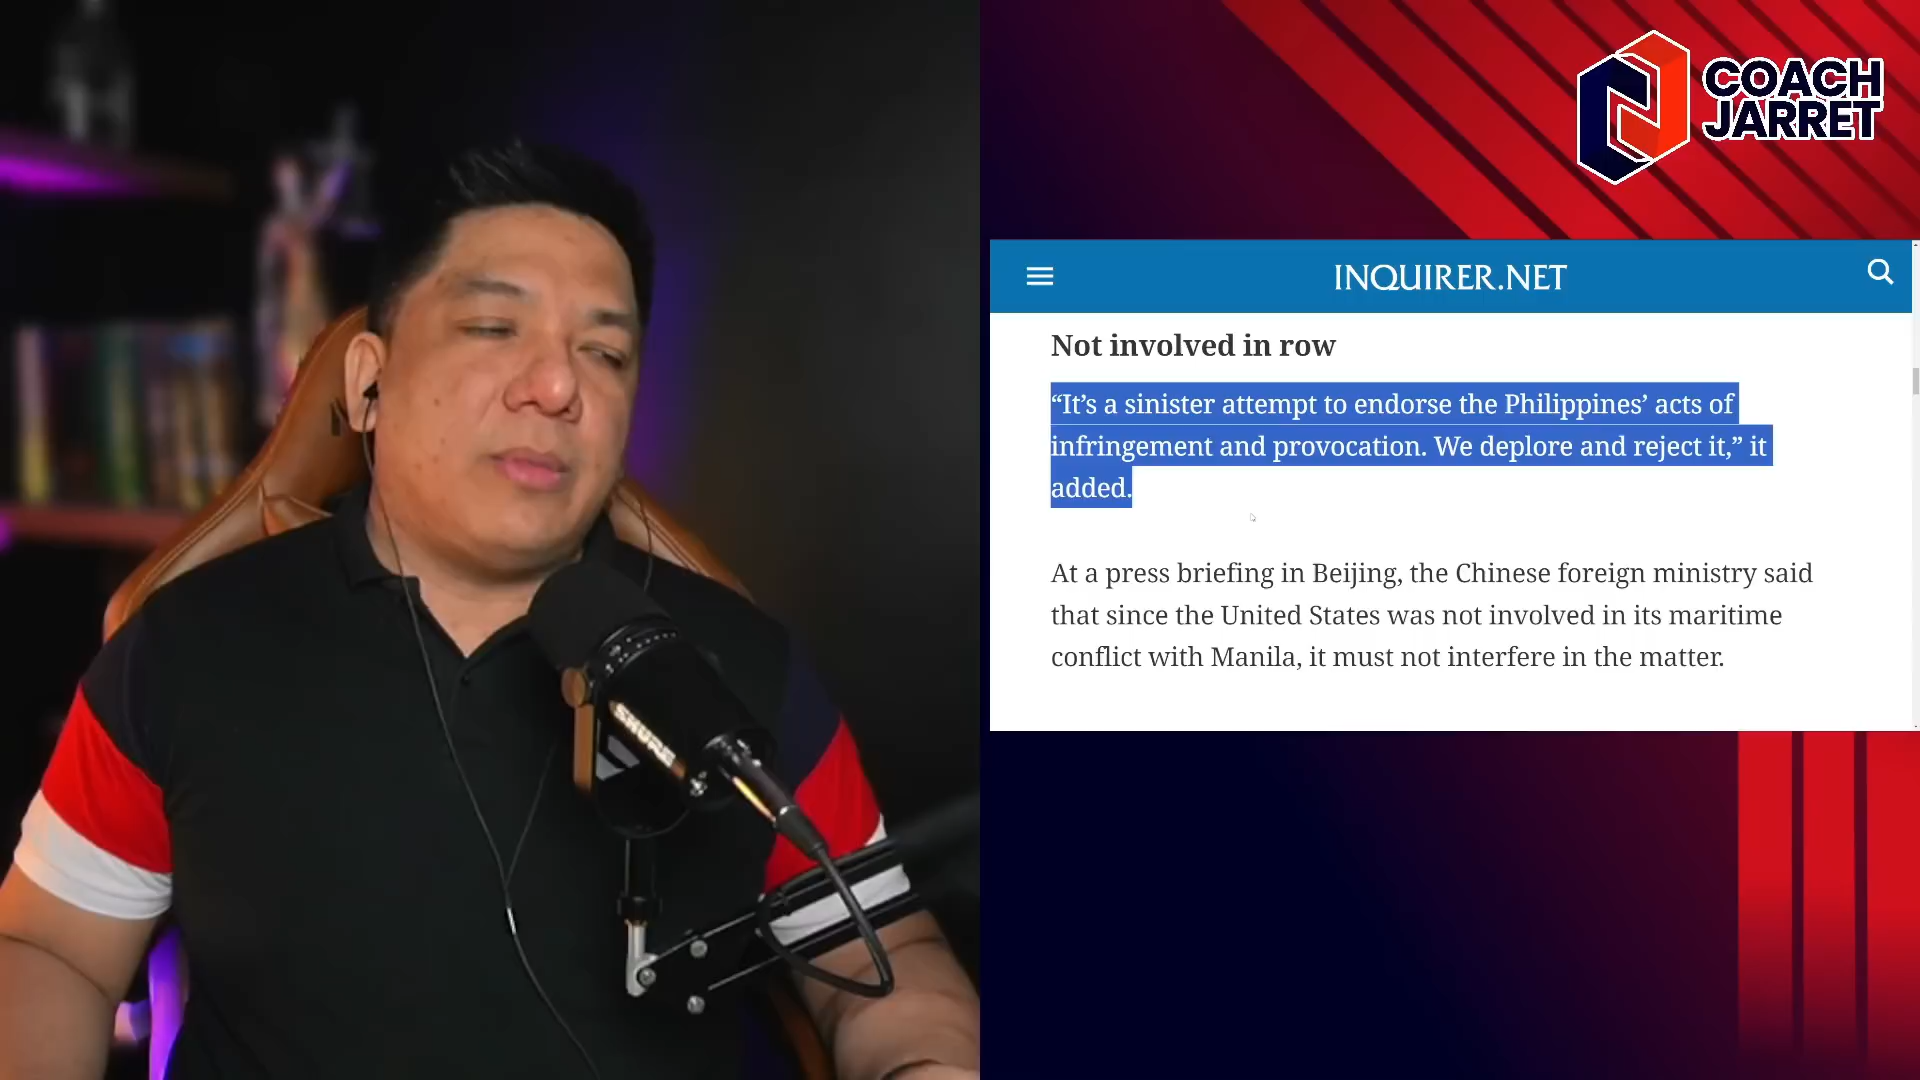 COACH
JARRET
INQUIRER.NET
Not involved in row
“It’s a sinister attempt to endorse the Philippines’ acts of
infringement and provocation. We deplore and reject it,” it
added.
At a press briefing in Beijing, the Chinese foreign ministry said
that since the United States was not involved in its maritime
conflict with Manila, it must not interfere in the matter.
SHURE